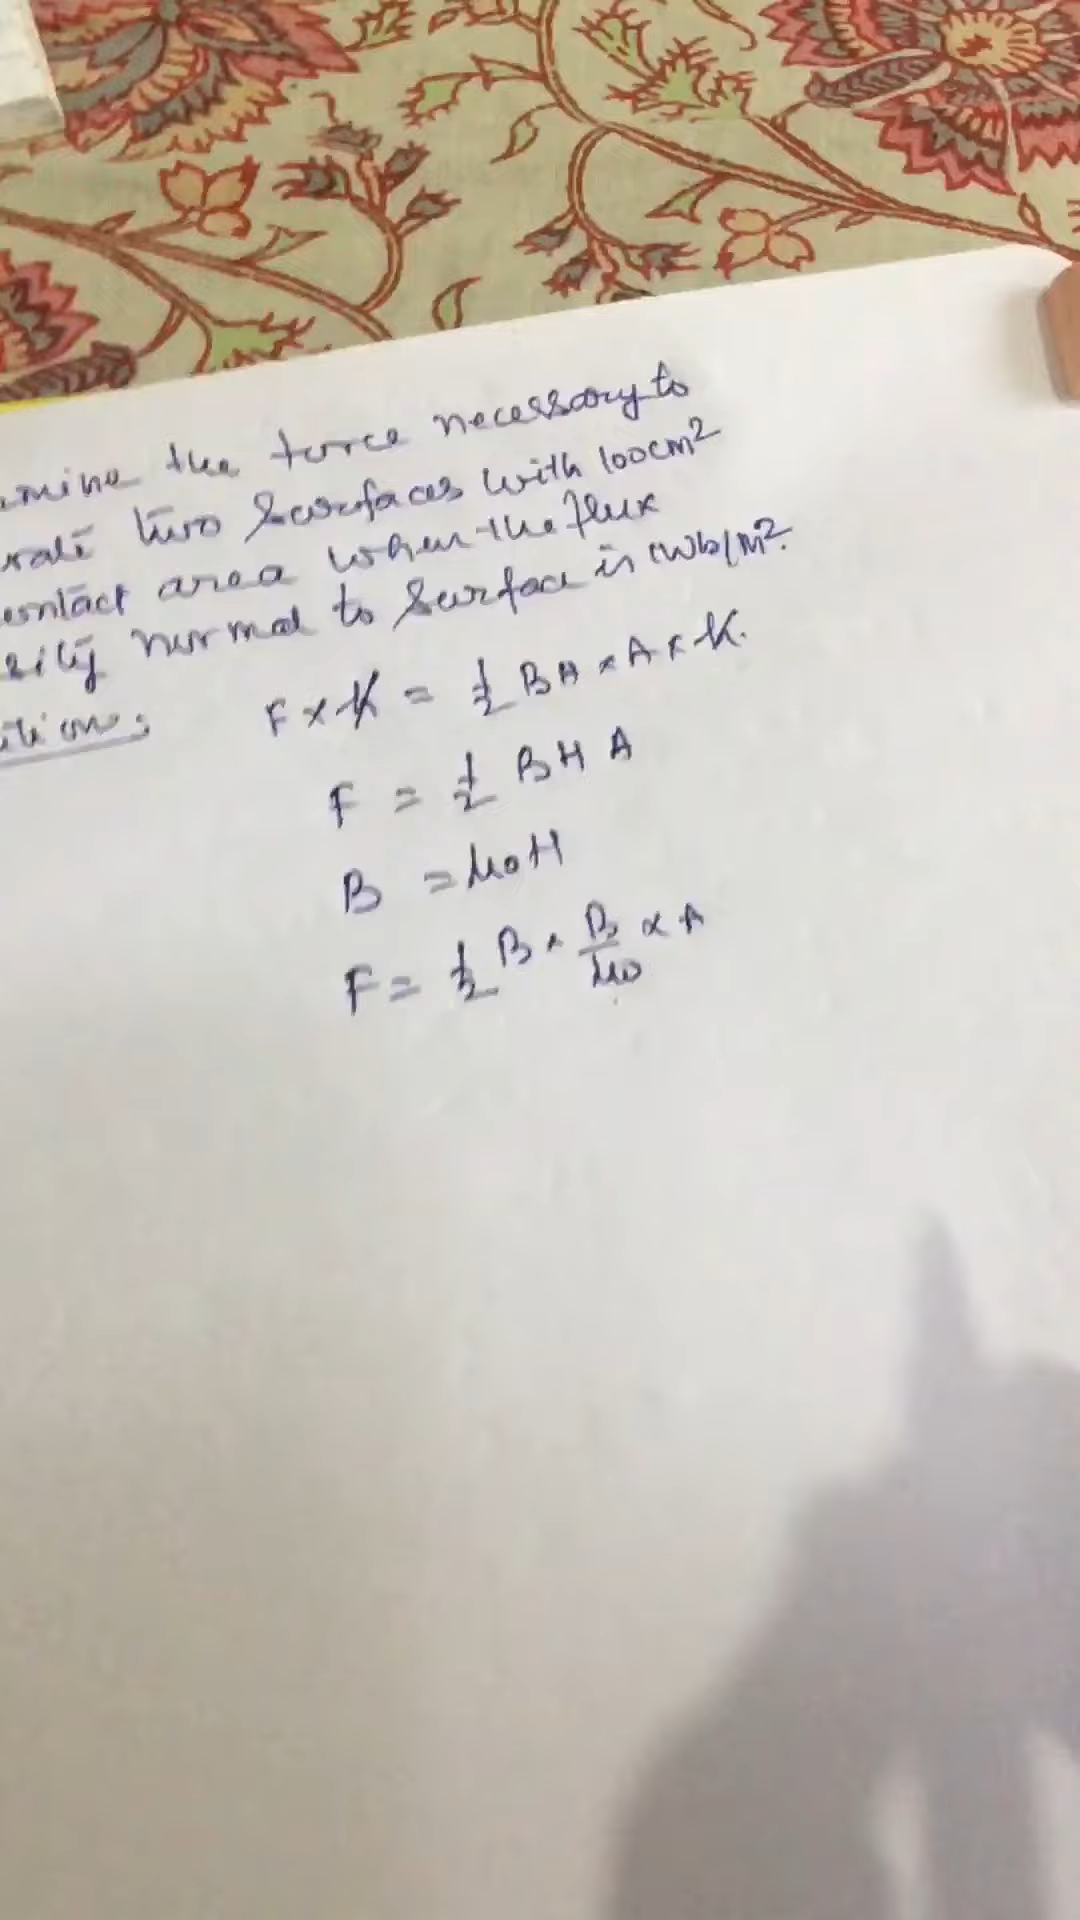 mine the force necessary to
rate two Surfaces with 100cm²
contact area when the flux
sity normal to Surface is 1wb/m².
F x K = 1/2 BH x A x K.
F = 1/2 BHA
B = μ0H
F = 1/2 B x B/μ0 x A